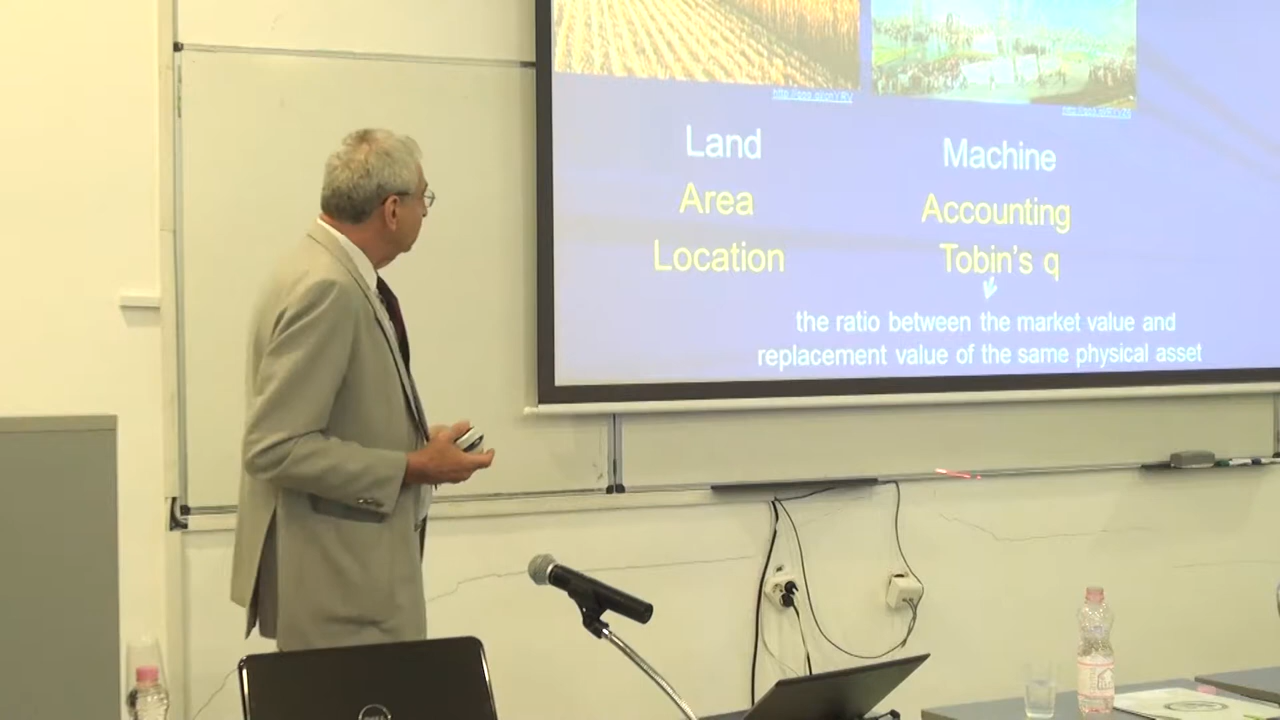 Land
Area
Location
Machine
Accounting
Tobin's q
the ratio between the market value and
replacement value of the same physical asset
DELL